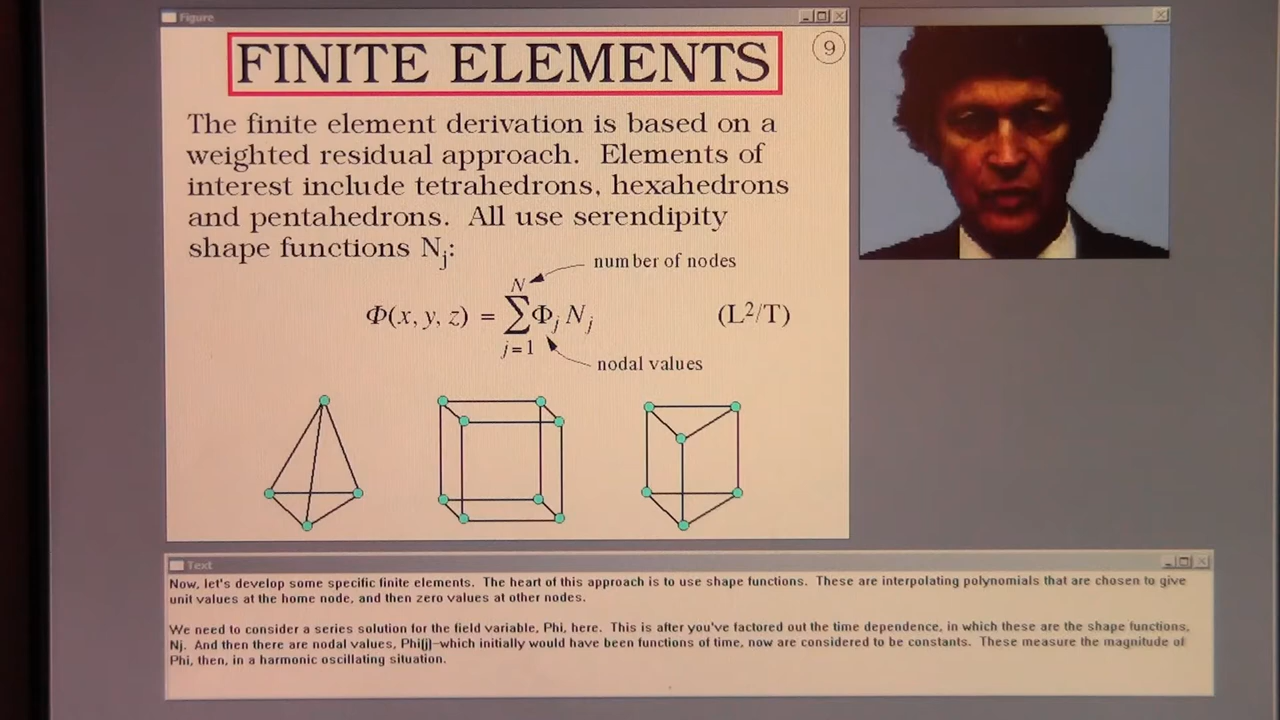 Figure
FINITE ELEMENTS
9
The finite element derivation is based on a
weighted residual approach. Elements of
interest include tetrahedrons, hexahedrons
and pentahedrons. All use serendipity
shape functions Nj:
number of nodes
Φ(x, y, z) = N∑j=1 Φj Nj (L²/T)
nodal values
Text
Now, let's develop some specific finite elements. The heart of this approach is to use shape functions. These are interpolating polynomials that are chosen to give
unit values at the home node, and then zero values at other nodes.
We need to consider a series solution for the field variable, Phi, here. This is after you've factored out the time dependence, in which these are the shape functions,
Nj. And then there are nodal values, Phi(j)--which initially would have been functions of time, now are considered to be constants. These measure the magnitude of
Phi, then, in a harmonic oscillating situation.